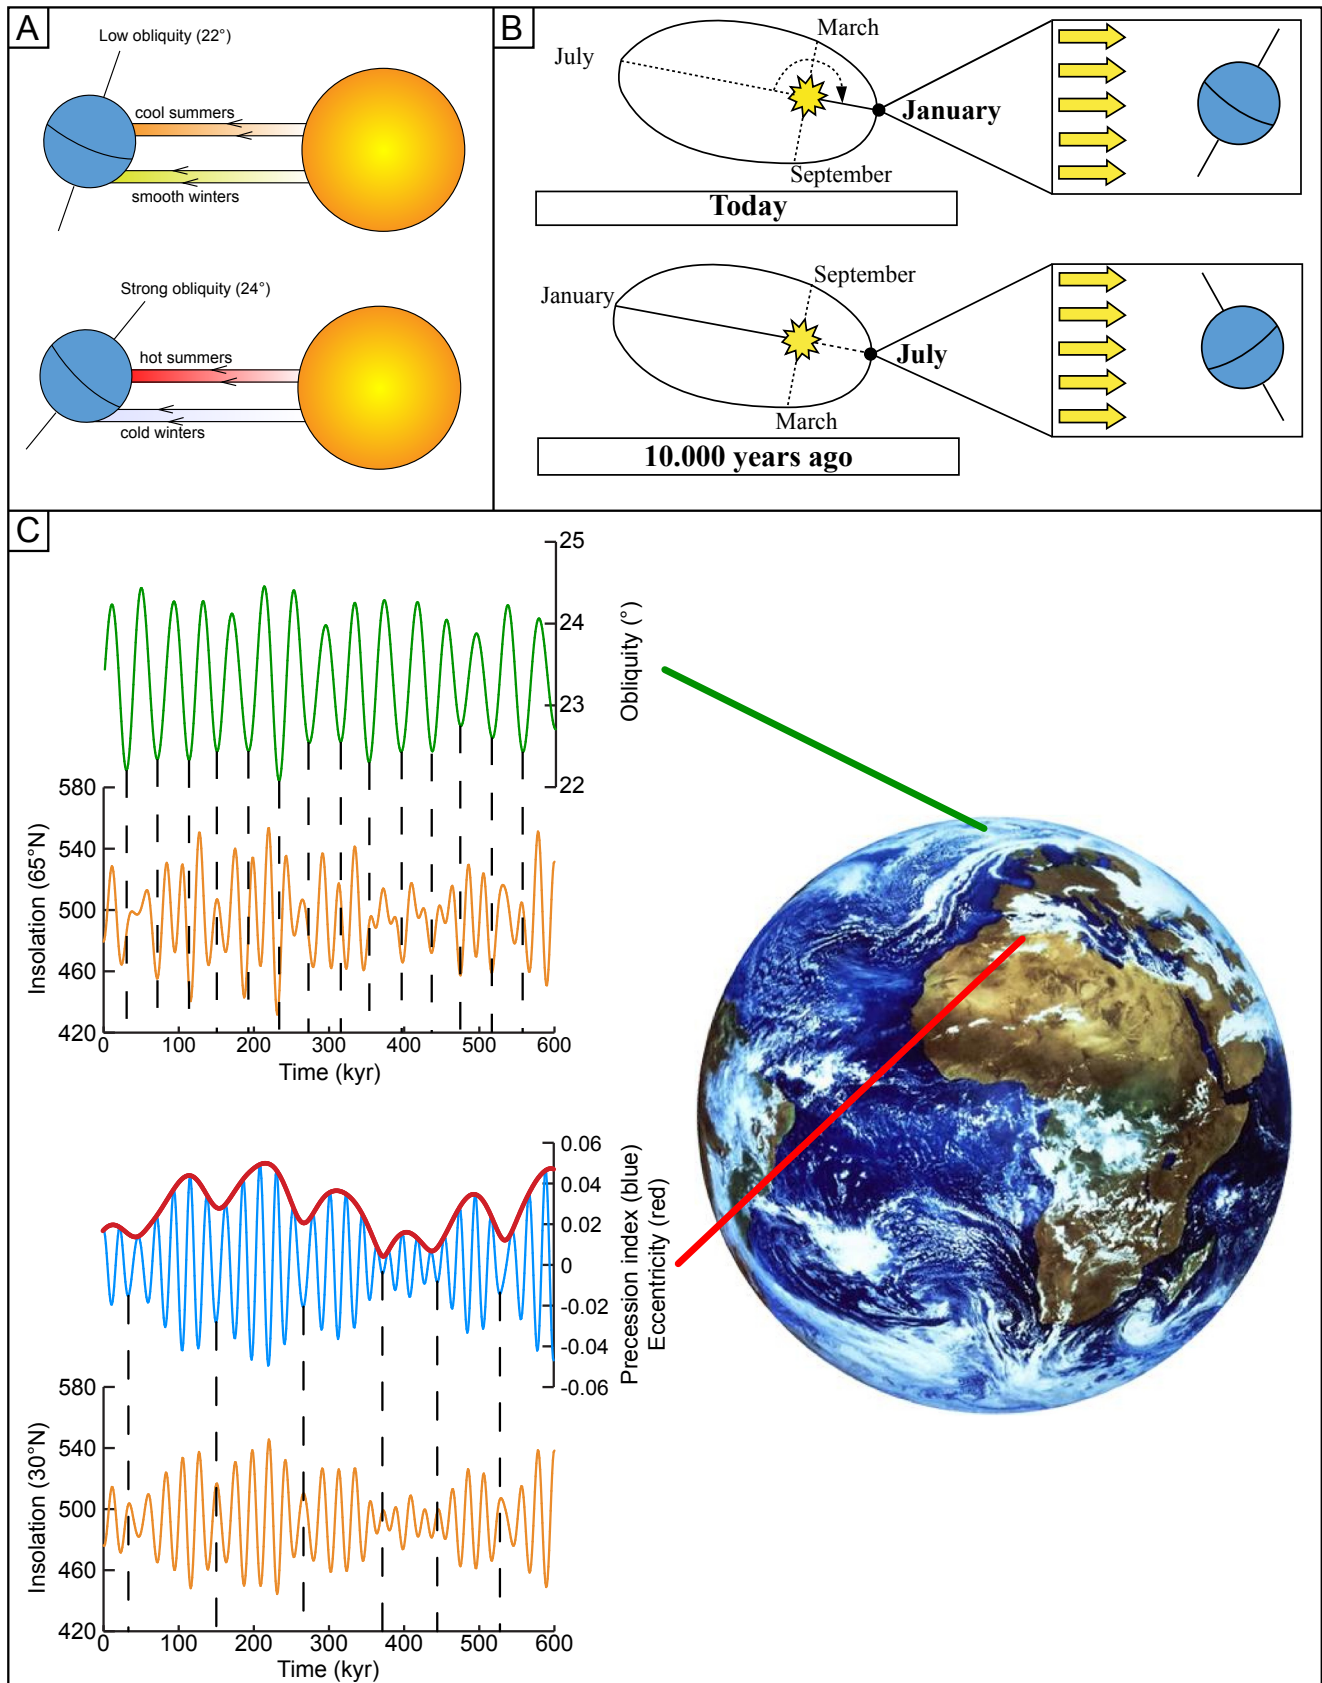 A
Low obliquity (22°)
cool summers
smooth winters
Strong obliquity (24°)
hot summers
cold winters
B
March
July
January
September
Today
September
January
July
March
10.000 years ago
C
25
24
23
22
Obliquity (°)
580
540
500
460
420
Insolation (65°N)
0 100 200 300 400 500 600
Time (kyr)
0.06
0.04
0.02
0
-0.02
-0.04
-0.06
Precession index (blue)
Eccentricity (red)
580
540
500
460
420
Insolation (30°N)
0 100 200 300 400 500 600
Time (kyr)